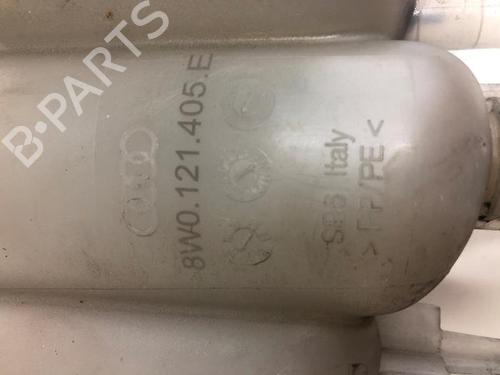 B-PARTS
8W0.121.405.E
SBS Italy
> PP/PE <